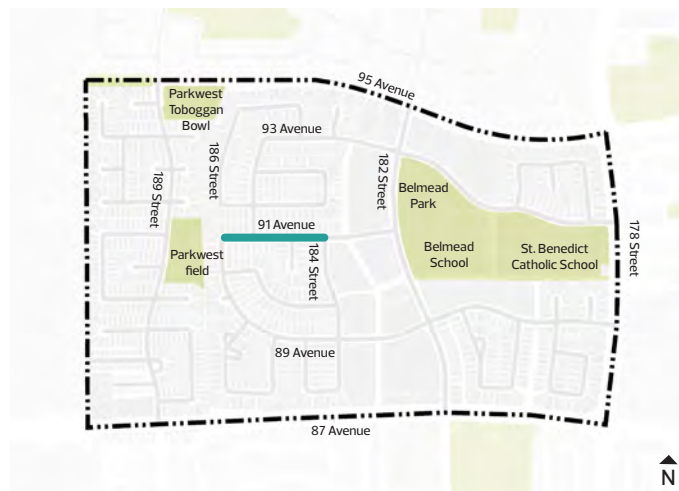 95 Avenue
Parkwest
Toboggan
Bowl
93 Avenue
186 Street
182 Street
189 Street
Belmead
Park
91 Avenue
178 Street
Parkwest
field
184 Street
Belmead
School
St. Benedict
Catholic School
89 Avenue
87 Avenue
N